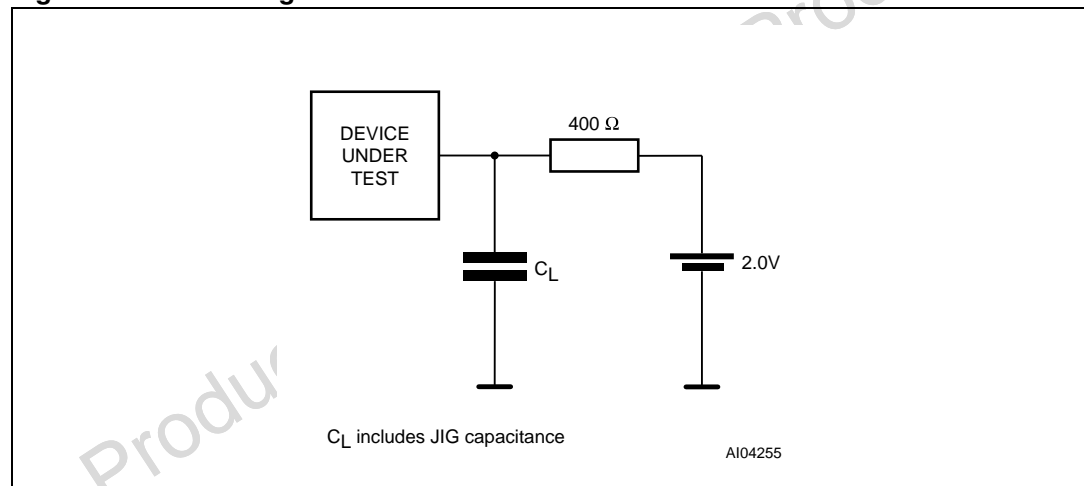 DEVICE
UNDER
TEST
400 Ω
CL
2.0V
CL includes JIG capacitance
AI04255